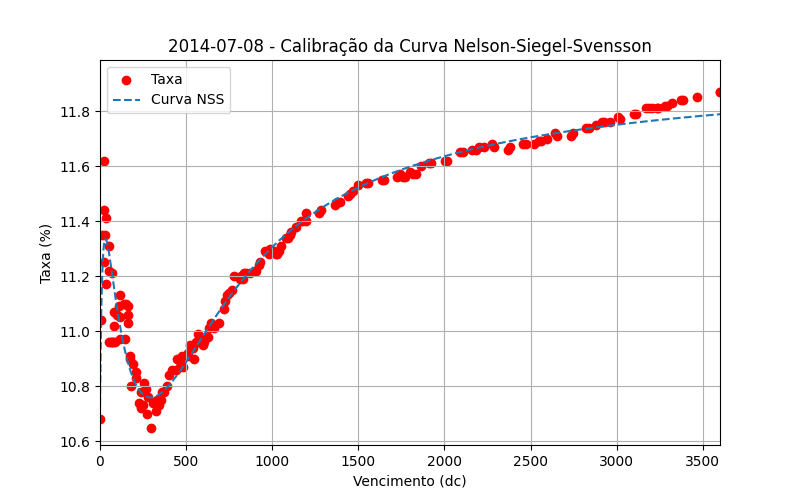 2014-07-08 - Calibração da Curva Nelson-Siegel-Svensson
Taxa
Curva NSS
Taxa (%)
11.8
11.6
11.4
11.2
11.0
10.8
10.6
0 500 1000 1500 2000 2500 3000 3500
Vencimento (dc)